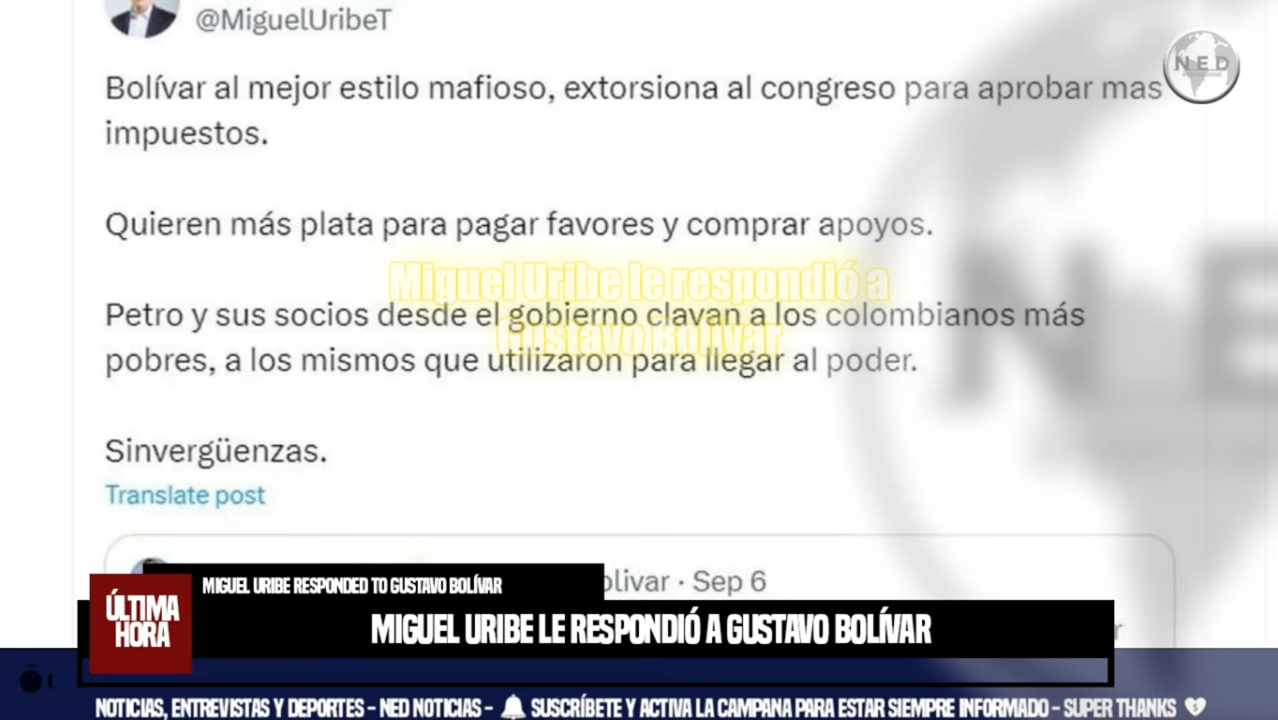 @MiguelUribeT
Bolívar al mejor estilo mafioso, extorsiona al congreso para aprobar mas
impuestos.
Quieren más plata para pagar favores y comprar apoyos.
Miguel Uribe le respondió a
Gustavo Bolívar
Petro y sus socios desde el gobierno clavan a los colombianos más
pobres, a los mismos que utilizaron para llegar al poder.
Sinvergüenzas.
Translate post
olivar · Sep 6
N E D
NE
MIGUEL URIBE RESPONDED TO GUSTAVO BOLÍVAR
ÚLTIMA
HORA
MIGUEL URIBE LE RESPONDIÓ A GUSTAVO BOLÍVAR
NOTICIAS, ENTREVISTAS Y DEPORTES - NED NOTICIAS - SUSCRÍBETE Y ACTIVA LA CAMPANA PARA ESTAR SIEMPRE INFORMADO - SUPER THANKS